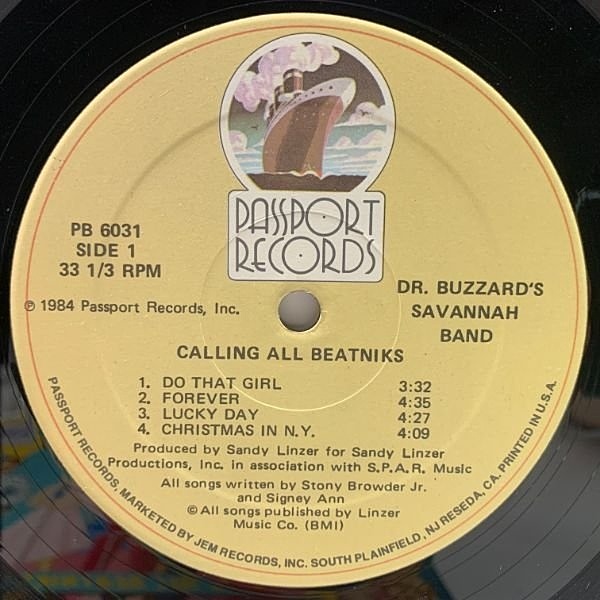 PASSPORT
RECORDS
PB 6031
SIDE 1
33 1/3 RPM
℗ 1984 Passport Records, Inc.
DR. BUZZARD'S
SAVANNAH
BAND
CALLING ALL BEATNIKS
1. DO THAT GIRL 3:32
2. FOREVER 4:35
3. LUCKY DAY 4:27
4. CHRISTMAS IN N.Y. 4:09
Produced by Sandy Linzer for Sandy Linzer
Productions, Inc. in association with S.P.A.R. Music
All songs written by Stony Browder Jr.
and Signey Ann
© All songs published by Linzer
Music Co. (BMI)
PASSPORT RECORDS, MARKETED BY JEM RECORDS, INC. SOUTH PLAINFIELD, NJ RESEDA, CA. PRINTED IN U.S.A.